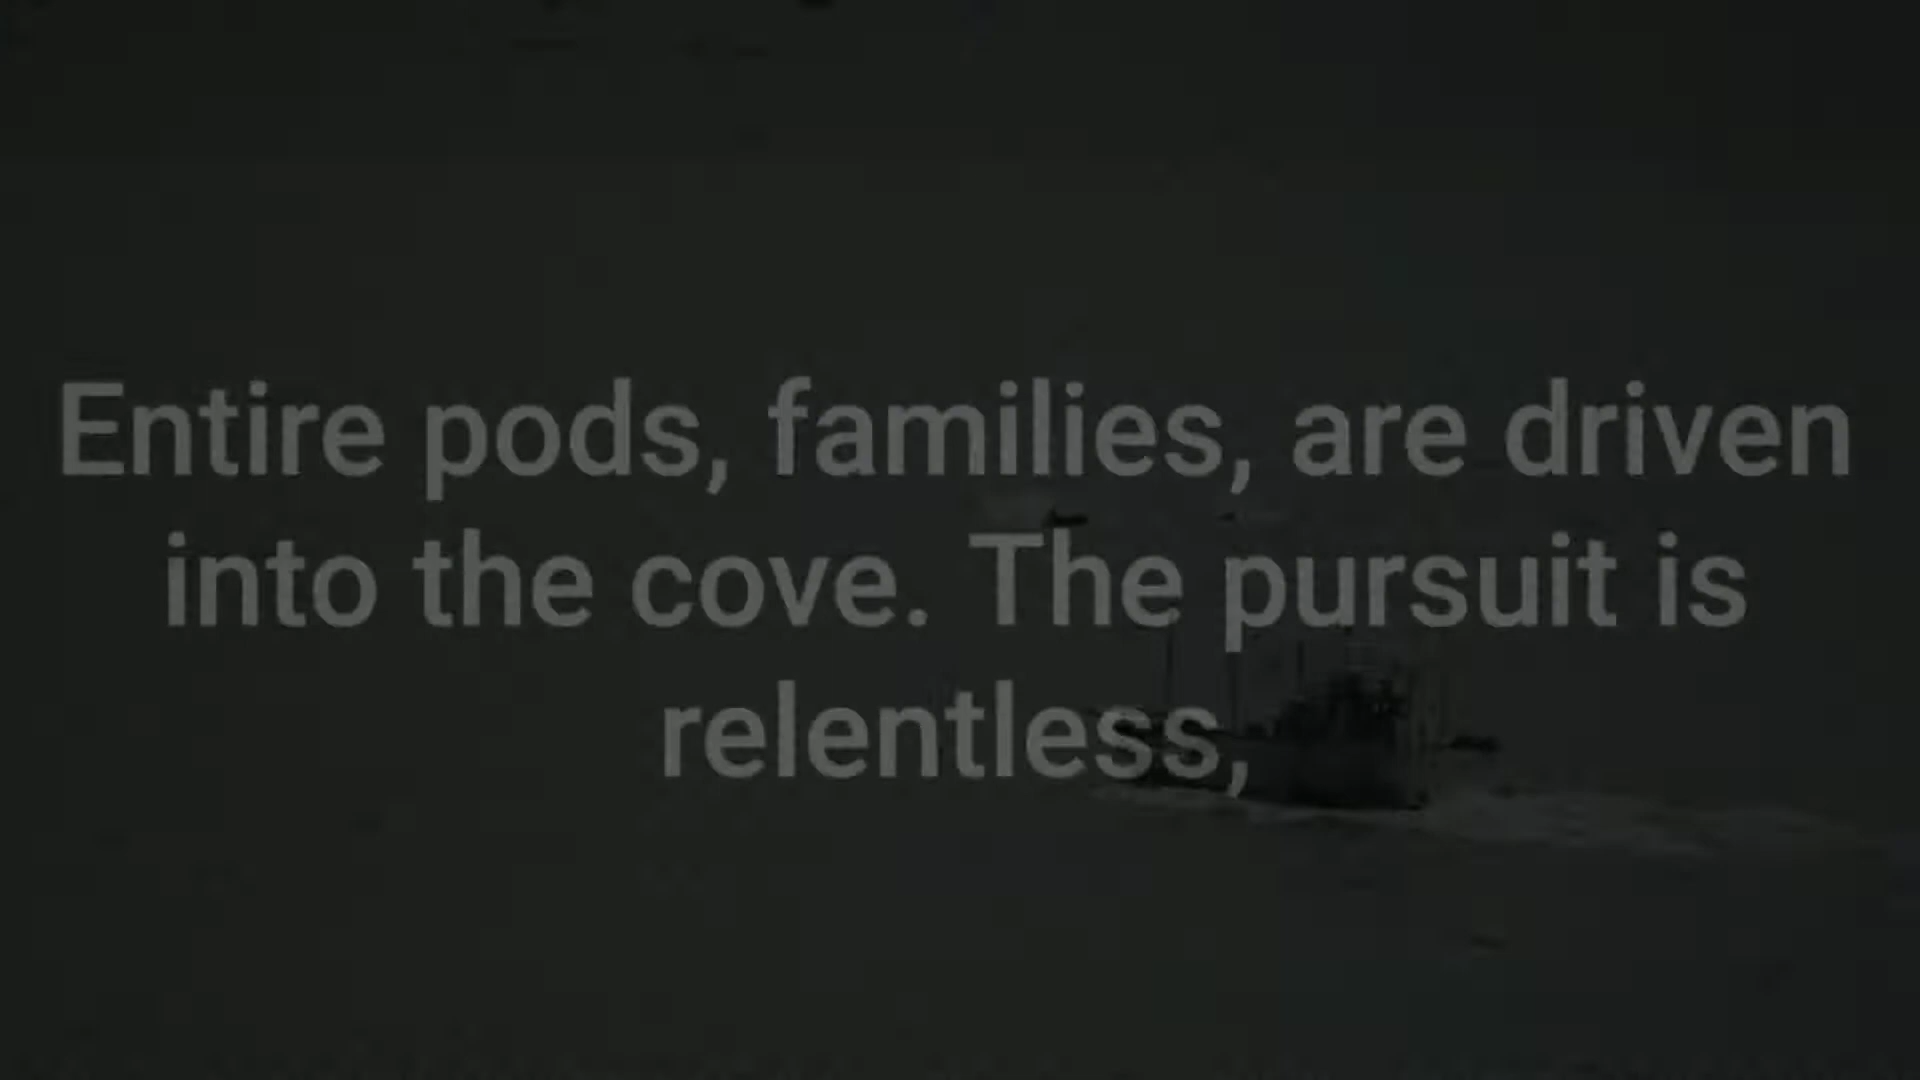 Entire pods, families, are driven
into the cove. The pursuit is
relentless,